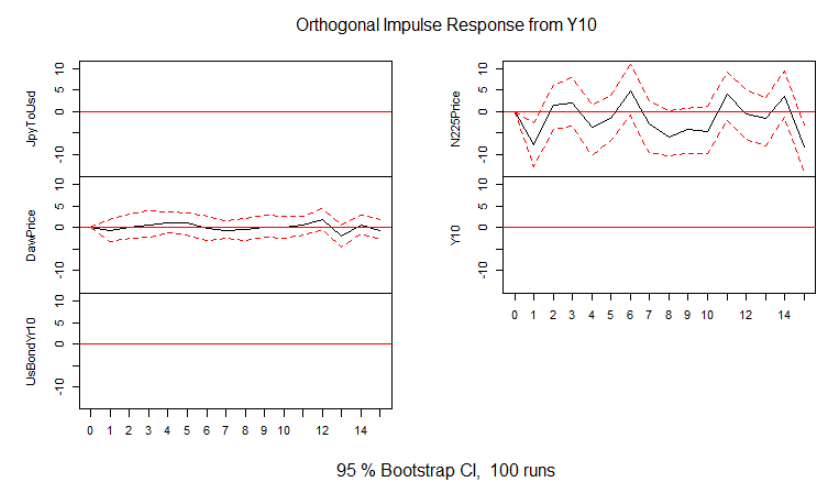 Orthogonal Impulse Response from Y10
JpyToUsd
-10 0 5 10
DawPrice
-10 0 5 10
UsBondYr10
-10 0 5 10
0 1 2 3 4 5 6 7 8 9 10 12 14
N225Price
-10 0 5 10
Y10
-10 0 5 10
0 1 2 3 4 5 6 7 8 9 10 12 14
95 % Bootstrap CI, 100 runs